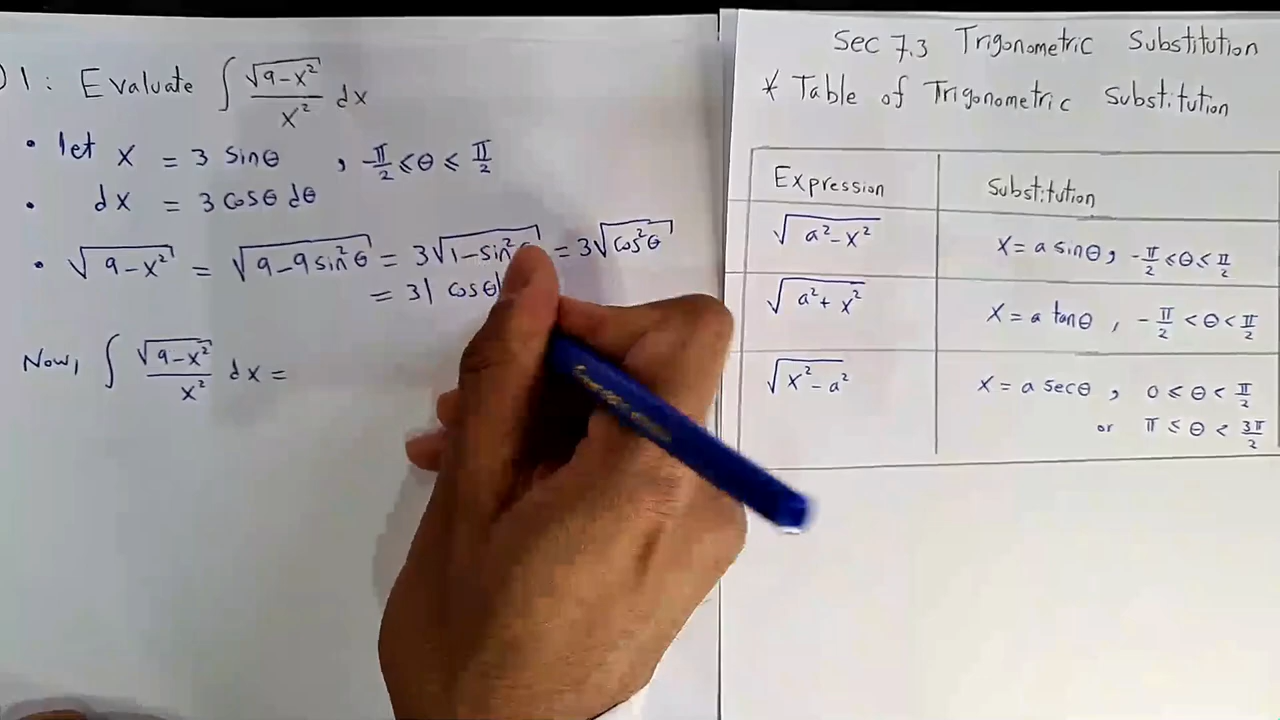 1: Evaluate ∫ √(9-x²) / x² dx
• let x = 3 sinθ , -π/2 ≤ θ ≤ π/2
• dx = 3 cosθ dθ
• √(9-x²) = √(9-9sin²θ) = 3√(1-sin²θ) = 3√(cos²θ)
= 3| cosθ|
Now, ∫ √(9-x²) / x² dx =
Sec 7.3 Trigonometric Substitution
* Table of Trigonometric Substitution
Expression Substitution
√(a²-x²) x = a sinθ, -π/2 ≤ θ ≤ π/2
√(a²+x²) x = a tanθ , -π/2 < θ < π/2
√(x²-a²) x = a secθ , 0 ≤ θ < π/2
or π ≤ θ < 3π/2